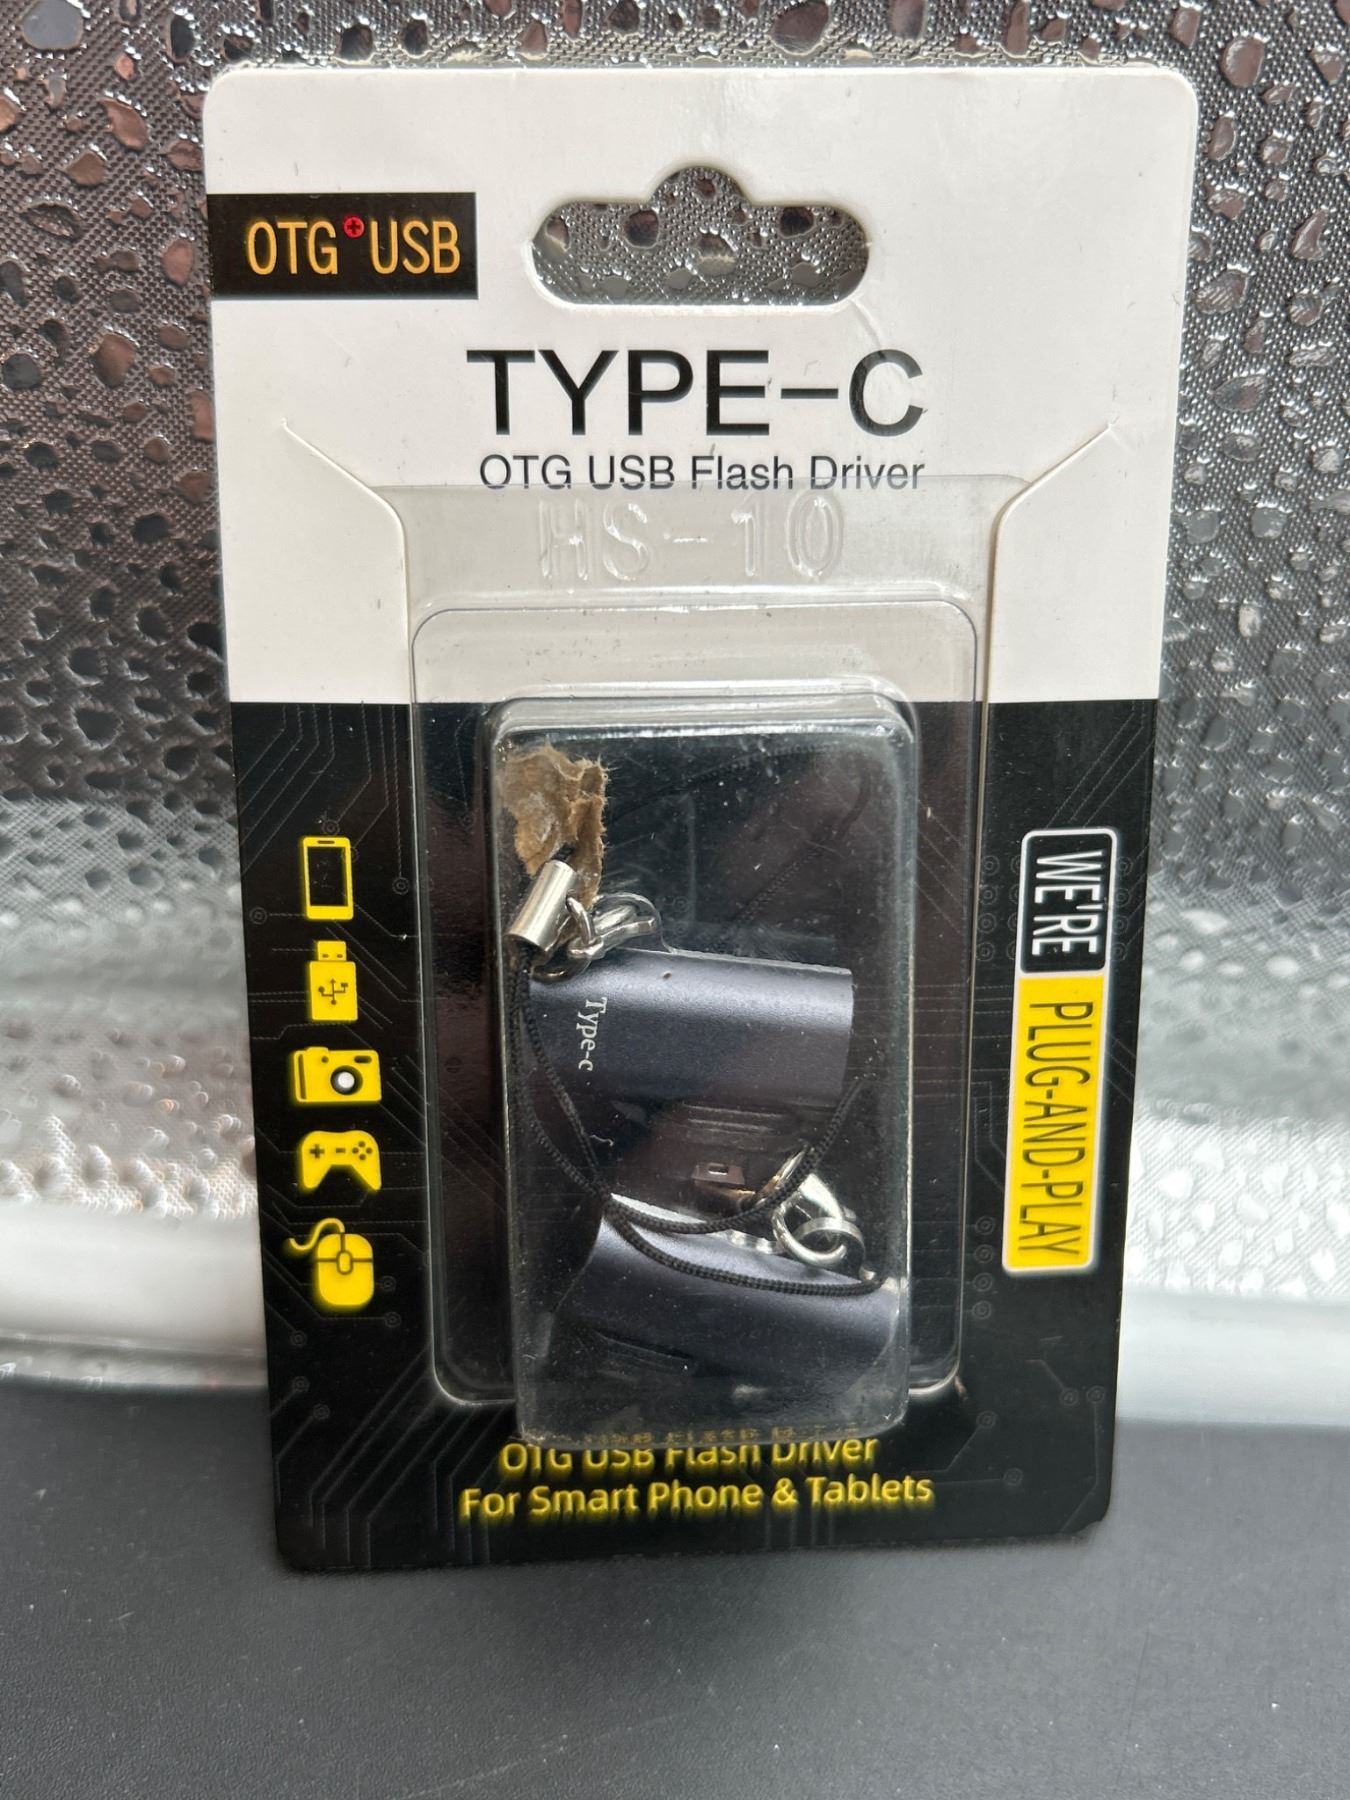 OTG USB
TYPE-C
OTG USB Flash Driver
HS-10
Type-c
WE'RE
PLUG-AND-PLAY
OTG USB Flash Driver
For Smart Phone & Tablets